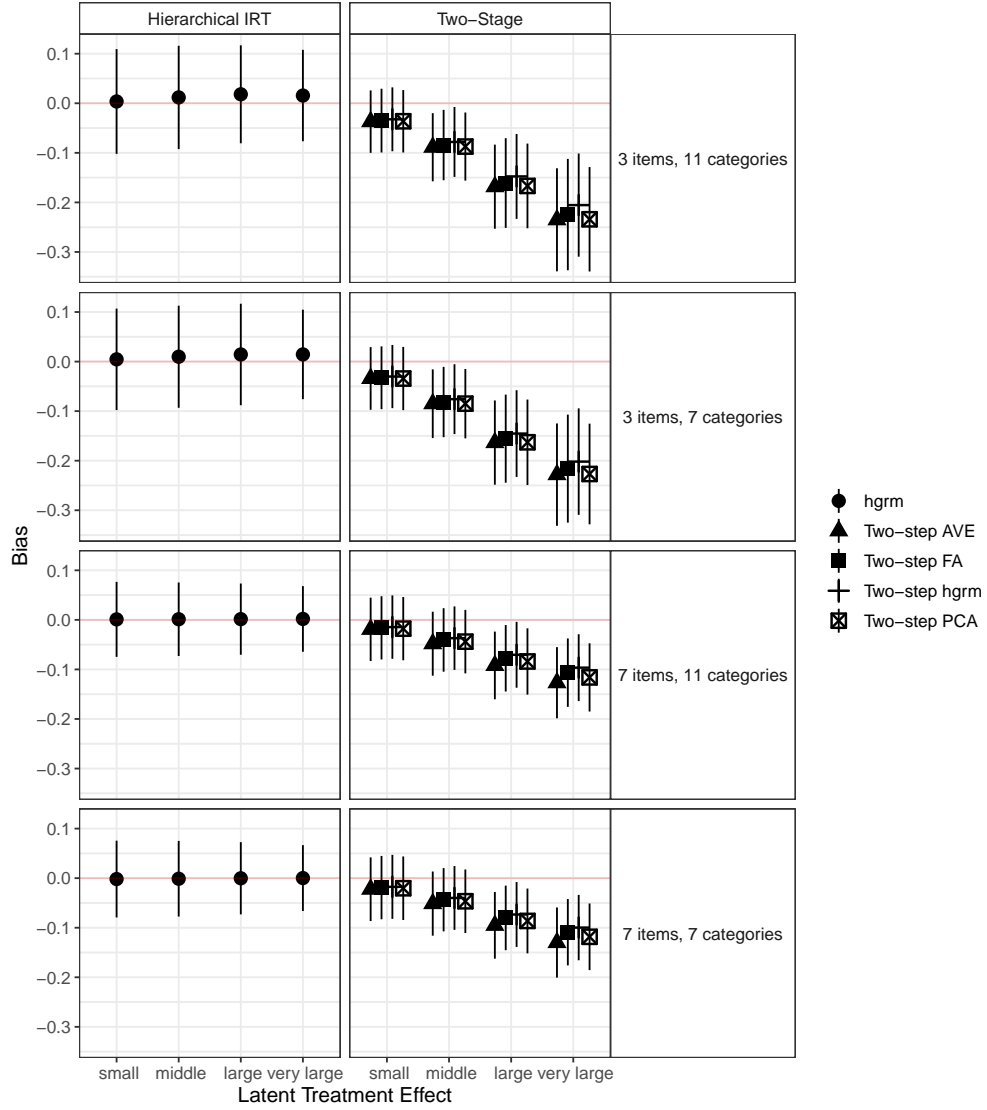 Hierarchical IRT
Two−Stage
0.1
0.0
−0.1
−0.2
−0.3
3 items, 11 categories
0.1
0.0
−0.1
−0.2
−0.3
3 items, 7 categories
0.1
0.0
−0.1
−0.2
−0.3
7 items, 11 categories
0.1
0.0
−0.1
−0.2
−0.3
7 items, 7 categories
Bias
small middle large very large
small middle large very large
Latent Treatment Effect
hgrm
Two−step AVE
Two−step FA
Two−step hgrm
Two−step PCA